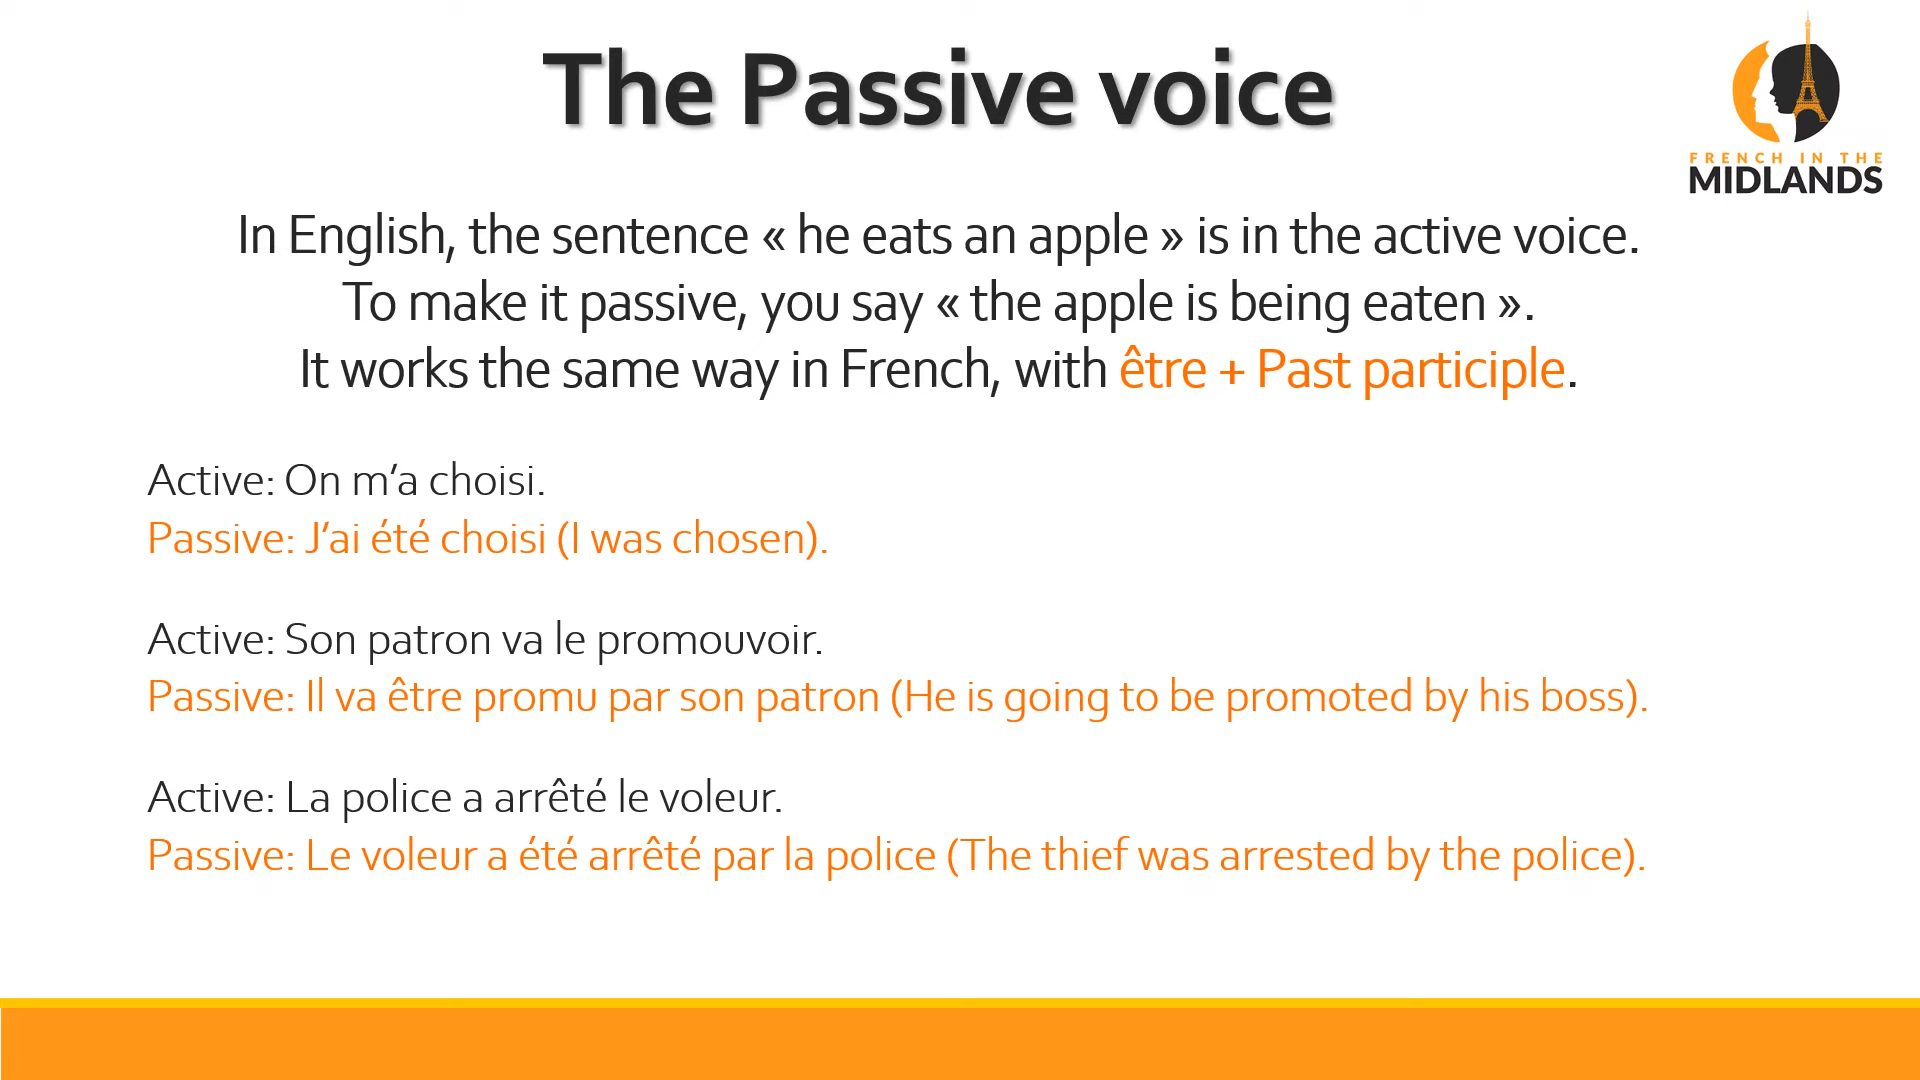 The Passive voice
FRENCH IN THE
MIDLANDS
In English, the sentence « he eats an apple » is in the active voice.
To make it passive, you say « the apple is being eaten ».
It works the same way in French, with être + Past participle.
Active: On m’a choisi.
Passive: J’ai été choisi (I was chosen).
Active: Son patron va le promouvoir.
Passive: Il va être promu par son patron (He is going to be promoted by his boss).
Active: La police a arrêté le voleur.
Passive: Le voleur a été arrêté par la police (The thief was arrested by the police).